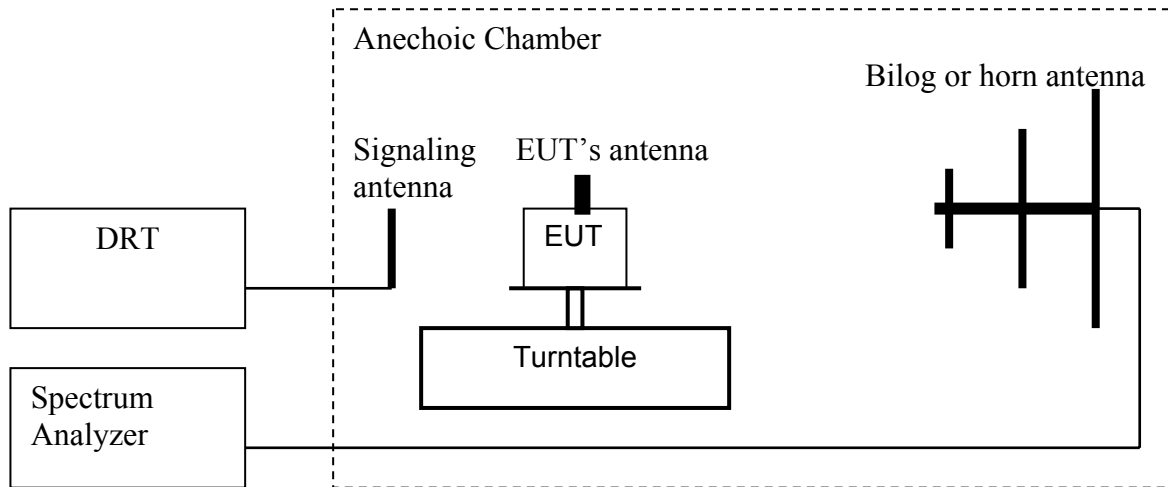 Anechoic Chamber
Bilog or horn antenna
Signaling
antenna
EUT’s antenna
DRT
EUT
Turntable
Spectrum
Analyzer